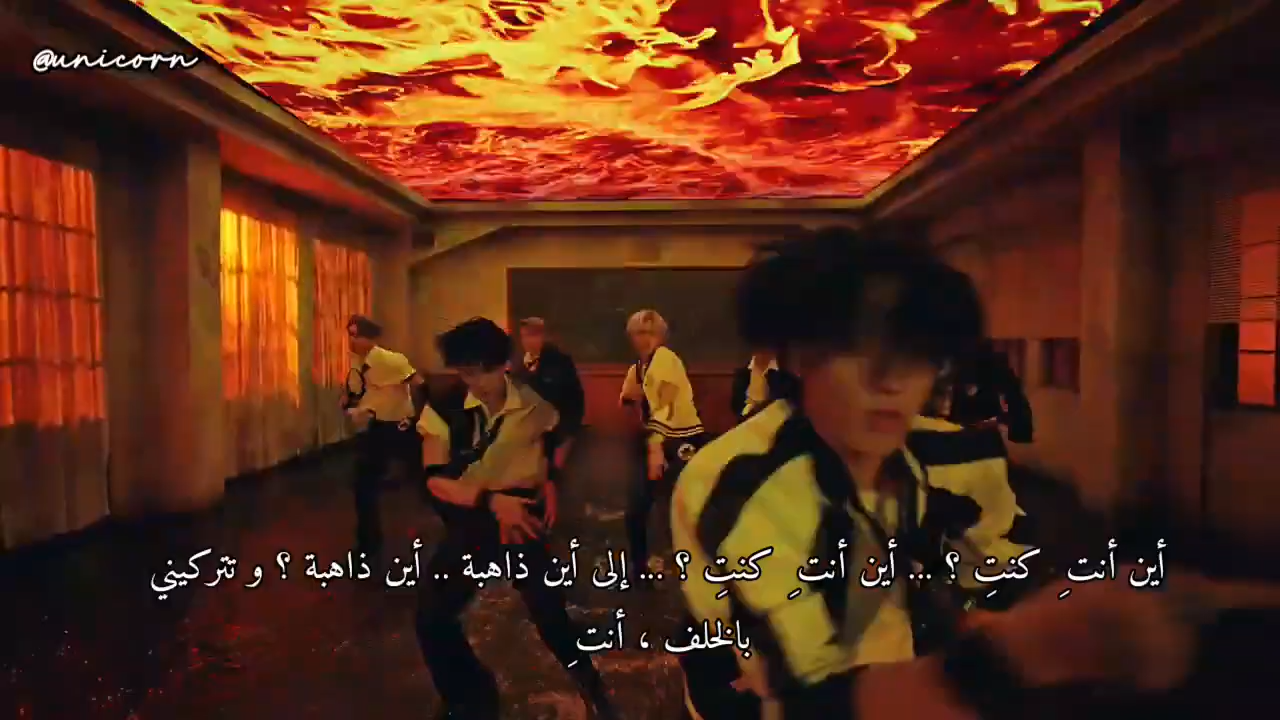 @unicorn
أين أنتِ كنتِ ؟ ... أين أنتِ كنتِ ؟ ... إلى أين ذاهبة .. أين ذاهبة ؟ و تتركيني
بالخلف ، أنتِ